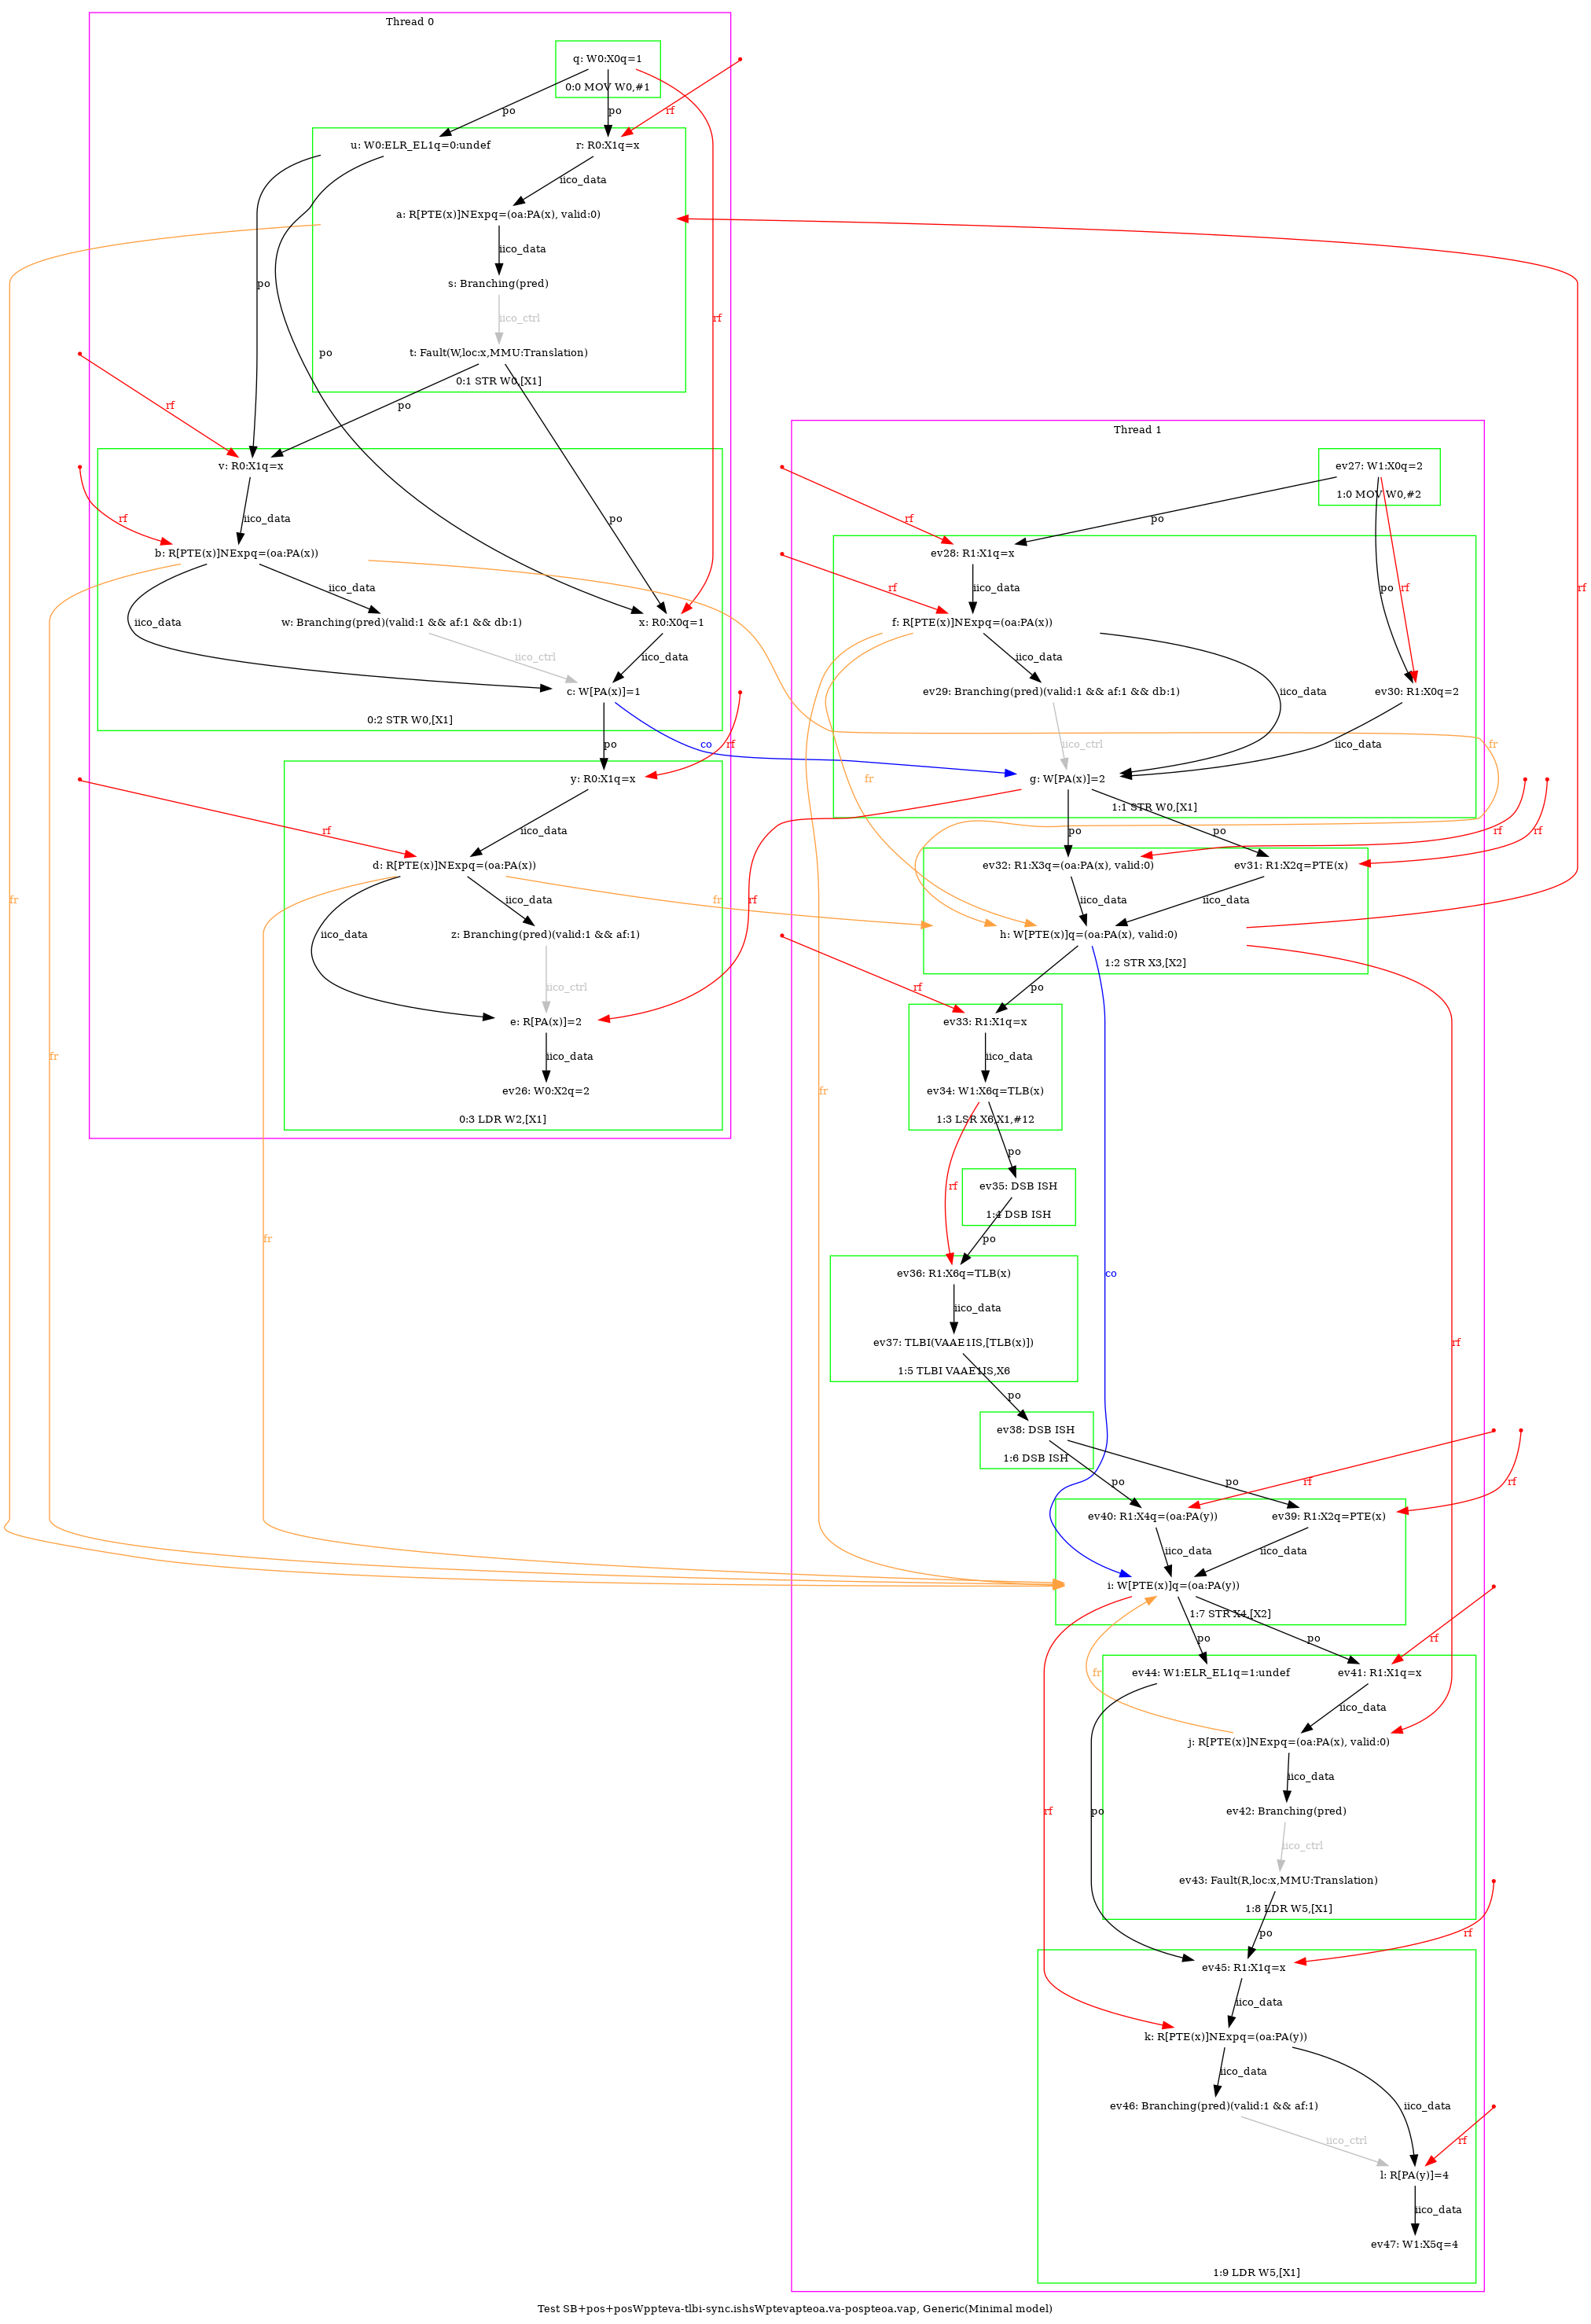 Thread 0
q: W0:X0q=1
0:0 MOV W0,#1
po
po
rf
u: W0:ELR_EL1q=0:undef
r: R0:X1q=x
iico_data
a: R[PTE(x)]NExpq=(oa:PA(x), valid:0)
iico_data
s: Branching(pred)
po
rf
iico_ctrl
po
t: Fault(W,loc:x,MMU:Translation)
0:1 STR W0,[X1]
rf
po
Thread 1
v: R0:X1q=x
ev27: W1:X0q=2
1:0 MOV W0,#2
rf
iico_data
po
rf
po
b: R[PTE(x)]NExpq=(oa:PA(x))
ev28: R1:X1q=x
iico_data
rf
iico_data
po
rf
rf
iico_data
w: Branching(pred)(valid:1 && af:1 && db:1)
x: R0:X0q=1
f: R[PTE(x)]NExpq=(oa:PA(x))
iico_ctrl
iico_data
iico_data
iico_data
c: W[PA(x)]=1
ev29: Branching(pred)(valid:1 && af:1 && db:1)
ev30: R1:X0q=2
0:2 STR W0,[X1]
po
co
rf
iico_ctrl
iico_data
fr
fr
y: R0:X1q=x
g: W[PA(x)]=2
1:1 STR W0,[X1]
rf
iico_data
po
po
rf
rf
d: R[PTE(x)]NExpq=(oa:PA(x))
ev32: R1:X3q=(oa:PA(x), valid:0)
ev31: R1:X2q=PTE(x)
fr
iico_data
fr
rf
iico_data
iico_data
iico_data
z: Branching(pred)(valid:1 && af:1)
h: W[PTE(x)]q=(oa:PA(x), valid:0)
1:2 STR X3,[X2]
iico_ctrl
rf
po
e: R[PA(x)]=2
ev33: R1:X1q=x
fr
iico_data
fr
iico_data
ev26: W0:X2q=2
ev34: W1:X6q=TLB(x)
0:3 LDR W2,[X1]
1:3 LSR X6,X1,#12
po
rf
ev35: DSB ISH
1:4 DSB ISH
fr
po
ev36: R1:X6q=TLB(x)
co
iico_data
ev37: TLBI(VAAE1IS,[TLB(x)])
rf
1:5 TLBI VAAE1IS,X6
po
ev38: DSB ISH
1:6 DSB ISH
po
po
rf
rf
ev40: R1:X4q=(oa:PA(y))
ev39: R1:X2q=PTE(x)
iico_data
iico_data
i: W[PTE(x)]q=(oa:PA(y))
1:7 STR X4,[X2]
po
po
rf
ev44: W1:ELR_EL1q=1:undef
ev41: R1:X1q=x
fr
iico_data
j: R[PTE(x)]NExpq=(oa:PA(x), valid:0)
iico_data
rf
po
ev42: Branching(pred)
iico_ctrl
ev43: Fault(R,loc:x,MMU:Translation)
1:8 LDR W5,[X1]
po
rf
ev45: R1:X1q=x
iico_data
k: R[PTE(x)]NExpq=(oa:PA(y))
iico_data
iico_data
ev46: Branching(pred)(valid:1 && af:1)
iico_ctrl
rf
l: R[PA(y)]=4
iico_data
ev47: W1:X5q=4
1:9 LDR W5,[X1]
Test SB+pos+posWppteva-tlbi-sync.ishsWptevapteoa.va-pospteoa.vap, Generic(Minimal model)